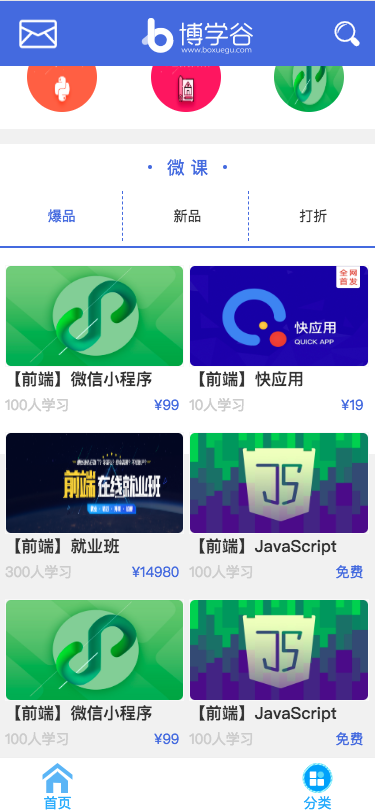 博学谷
www.boxuegu.com
· 微 课 ·
爆品
新品
打折
全网
首发
快应用
QUICK APP
【前端】微信小程序
【前端】快应用
100人学习
¥99
10人学习
¥19
前端在线就业班
【前端】就业班
【前端】JavaScript
300人学习
¥14980
100人学习
免费
JS
【前端】微信小程序
【前端】JavaScript
100人学习
¥99
100人学习
免费
JS
首页
分类